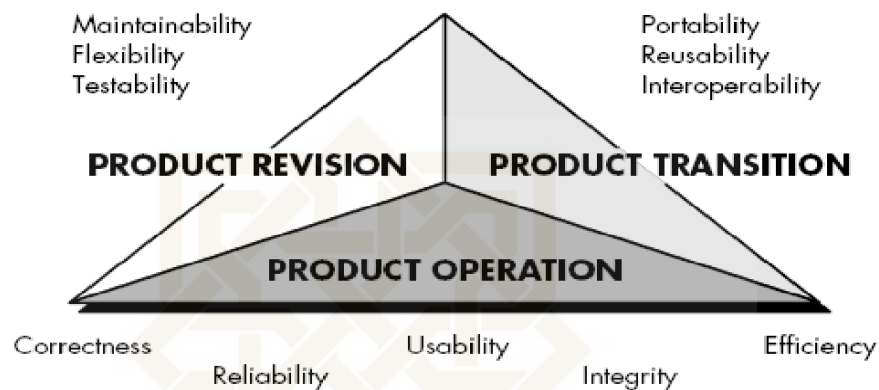 Maintainability
Flexibility
Testability
Portability
Reusability
Interoperability
PRODUCT REVISION
PRODUCT TRANSITION
PRODUCT OPERATION
Correctness
Usability
Efficiency
Reliability
Integrity